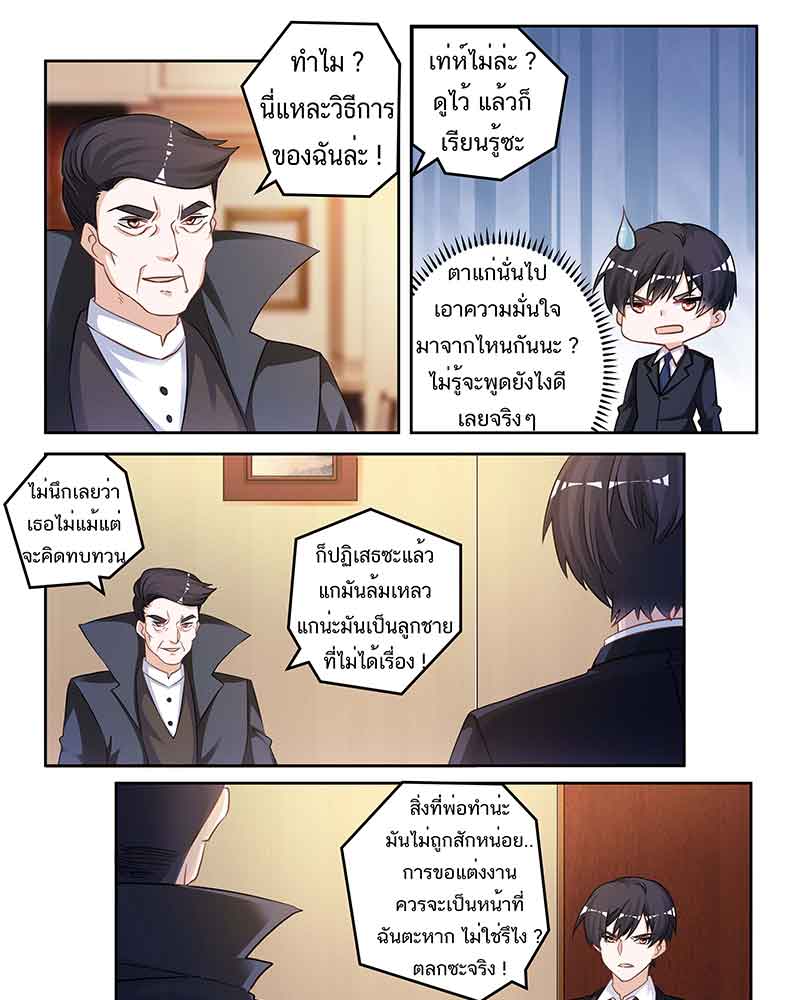 ทำไม ?
นี่แหละวิธีการ
ของฉันล่ะ !
เท่ห์ไม่ล่ะ ?
ดูไว้ แล้วก็
เรียนรู้ซะ
ตาแก่นั่นไป
เอาความมั่นใจ
มาจากไหนกันนะ ?
ไม่รู้จะพูดยังไงดี
เลยจริงๆ
ไม่นึกเลยว่า
เธอไม่แม้แต่
จะคิดทบทวน
ก็ปฏิเสธซะแล้ว
แกมันล้มเหลว
แกน่ะมันเป็นลูกชาย
ที่ไม่ได้เรื่อง !
สิ่งที่พ่อทำน่ะ
มันไม่ถูกสักหน่อย..
การขอแต่งงาน
ควรจะเป็นหน้าที่
ฉันตะหาก ไม่ใช่รึไง ?
ตลกซะจริง !